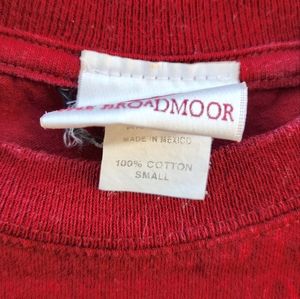 BROADMOOR
MADE IN MEXICO
100% COTTON
SMALL